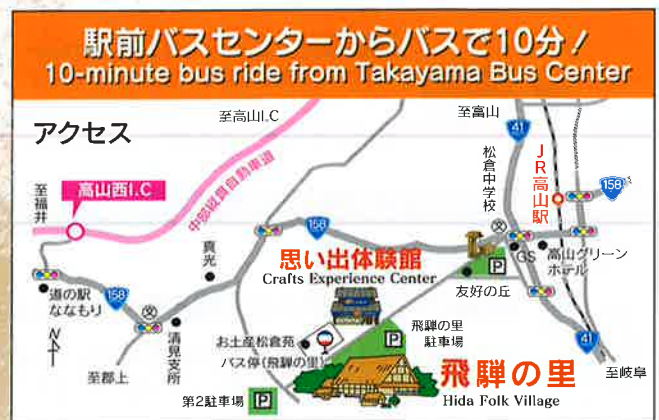 駅前バスセンターからバスで10分!
10-minute bus ride from Takayama Bus Center
アクセス
至高山I.C
至富山
41
158
JR高山駅
松倉中学校
至福井
高山西I.C
中部縦貫自動車道
158
文
GS
高山グリーン
ホテル
真光
思い出体験館
Crafts Experience Center
P
友好の丘
道の駅
ななもり
158
文
清見支所
N
至郡上
お土産松倉苑
バス停(飛騨の里)
飛騨の里
駐車場
P
飛騨の里
Hida Folk Village
41
至岐阜
第2駐車場
P